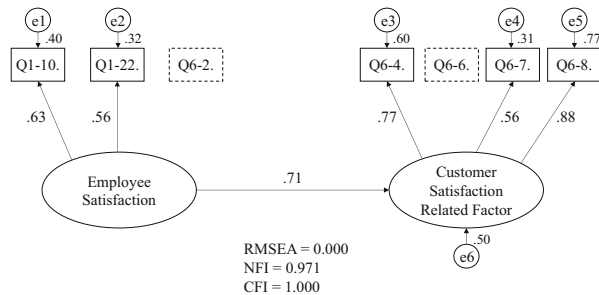 e1 e2 e3 e4 e5
.40 .32 .60 .31 .77
Q1-10. Q1-22. Q6-2. Q6-4. Q6-6. Q6-7. Q6-8.
.63 .56 .77 .56 .88
Employee
Satisfaction
.71
Customer
Satisfaction
Related Factor
.50
e6
RMSEA = 0.000
NFI = 0.971
CFI = 1.000